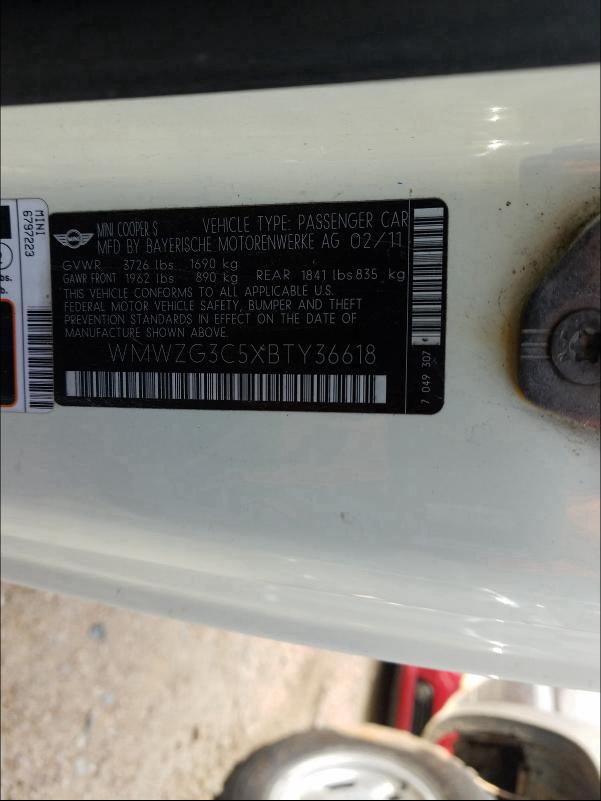 MINI COOPER S VEHICLE TYPE: PASSENGER CAR
MFD BY BAYERISCHE MOTORENWERKE AG 02/11
GVWR 3726 lbs 1690 kg
GAWR FRONT 1962 lbs 890 kg REAR 1841 lbs 835 kg
THIS VEHICLE CONFORMS TO ALL APPLICABLE U.S.
FEDERAL MOTOR VEHICLE SAFETY, BUMPER AND THEFT
PREVENTION STANDARDS IN EFFECT ON THE DATE OF
MANUFACTURE SHOWN ABOVE.
WMWZG3C5XBTY36618
7 049 307
MINI
6797223
bs.
b.